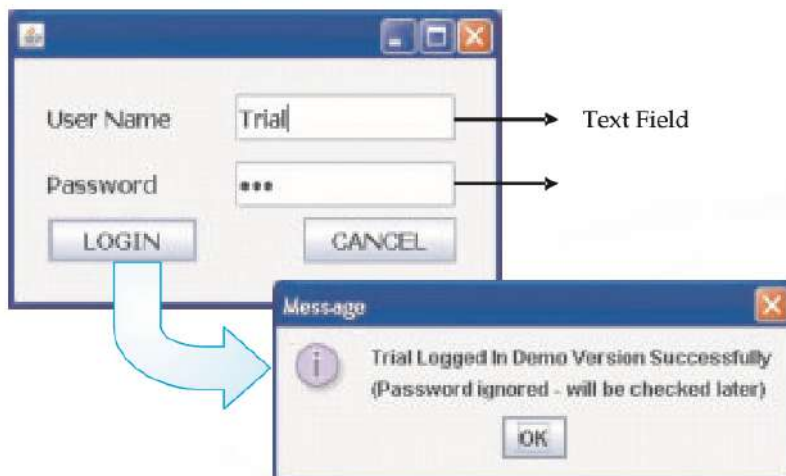 User Name
Trial
Text Field
Password
•••
LOGIN
CANCEL
Message
Trial Logged In Demo Version Successfully
(Password ignored - will be checked later)
OK